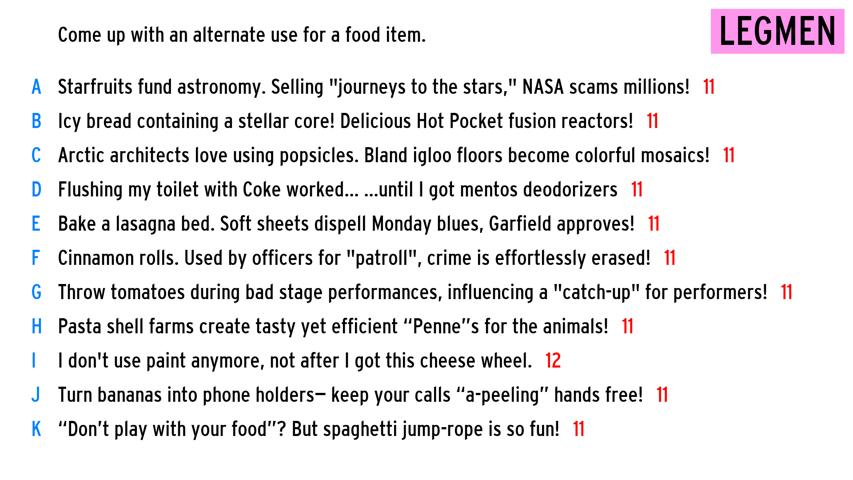 Come up with an alternate use for a food item.
LEGMEN
A Starfruits fund astronomy. Selling "journeys to the stars," NASA scams millions! 11
B Icy bread containing a stellar core! Delicious Hot Pocket fusion reactors! 11
C Arctic architects love using popsicles. Bland igloo floors become colorful mosaics! 11
D Flushing my toilet with Coke worked... ...until I got mentos deodorizers 11
E Bake a lasagna bed. Soft sheets dispell Monday blues, Garfield approves! 11
F Cinnamon rolls. Used by officers for "patroll", crime is effortlessly erased! 11
G Throw tomatoes during bad stage performances, influencing a "catch-up" for performers! 11
H Pasta shell farms create tasty yet efficient “Penne”s for the animals! 11
I I don't use paint anymore, not after I got this cheese wheel. 12
J Turn bananas into phone holders— keep your calls “a-peeling” hands free! 11
K “Don’t play with your food”? But spaghetti jump-rope is so fun! 11